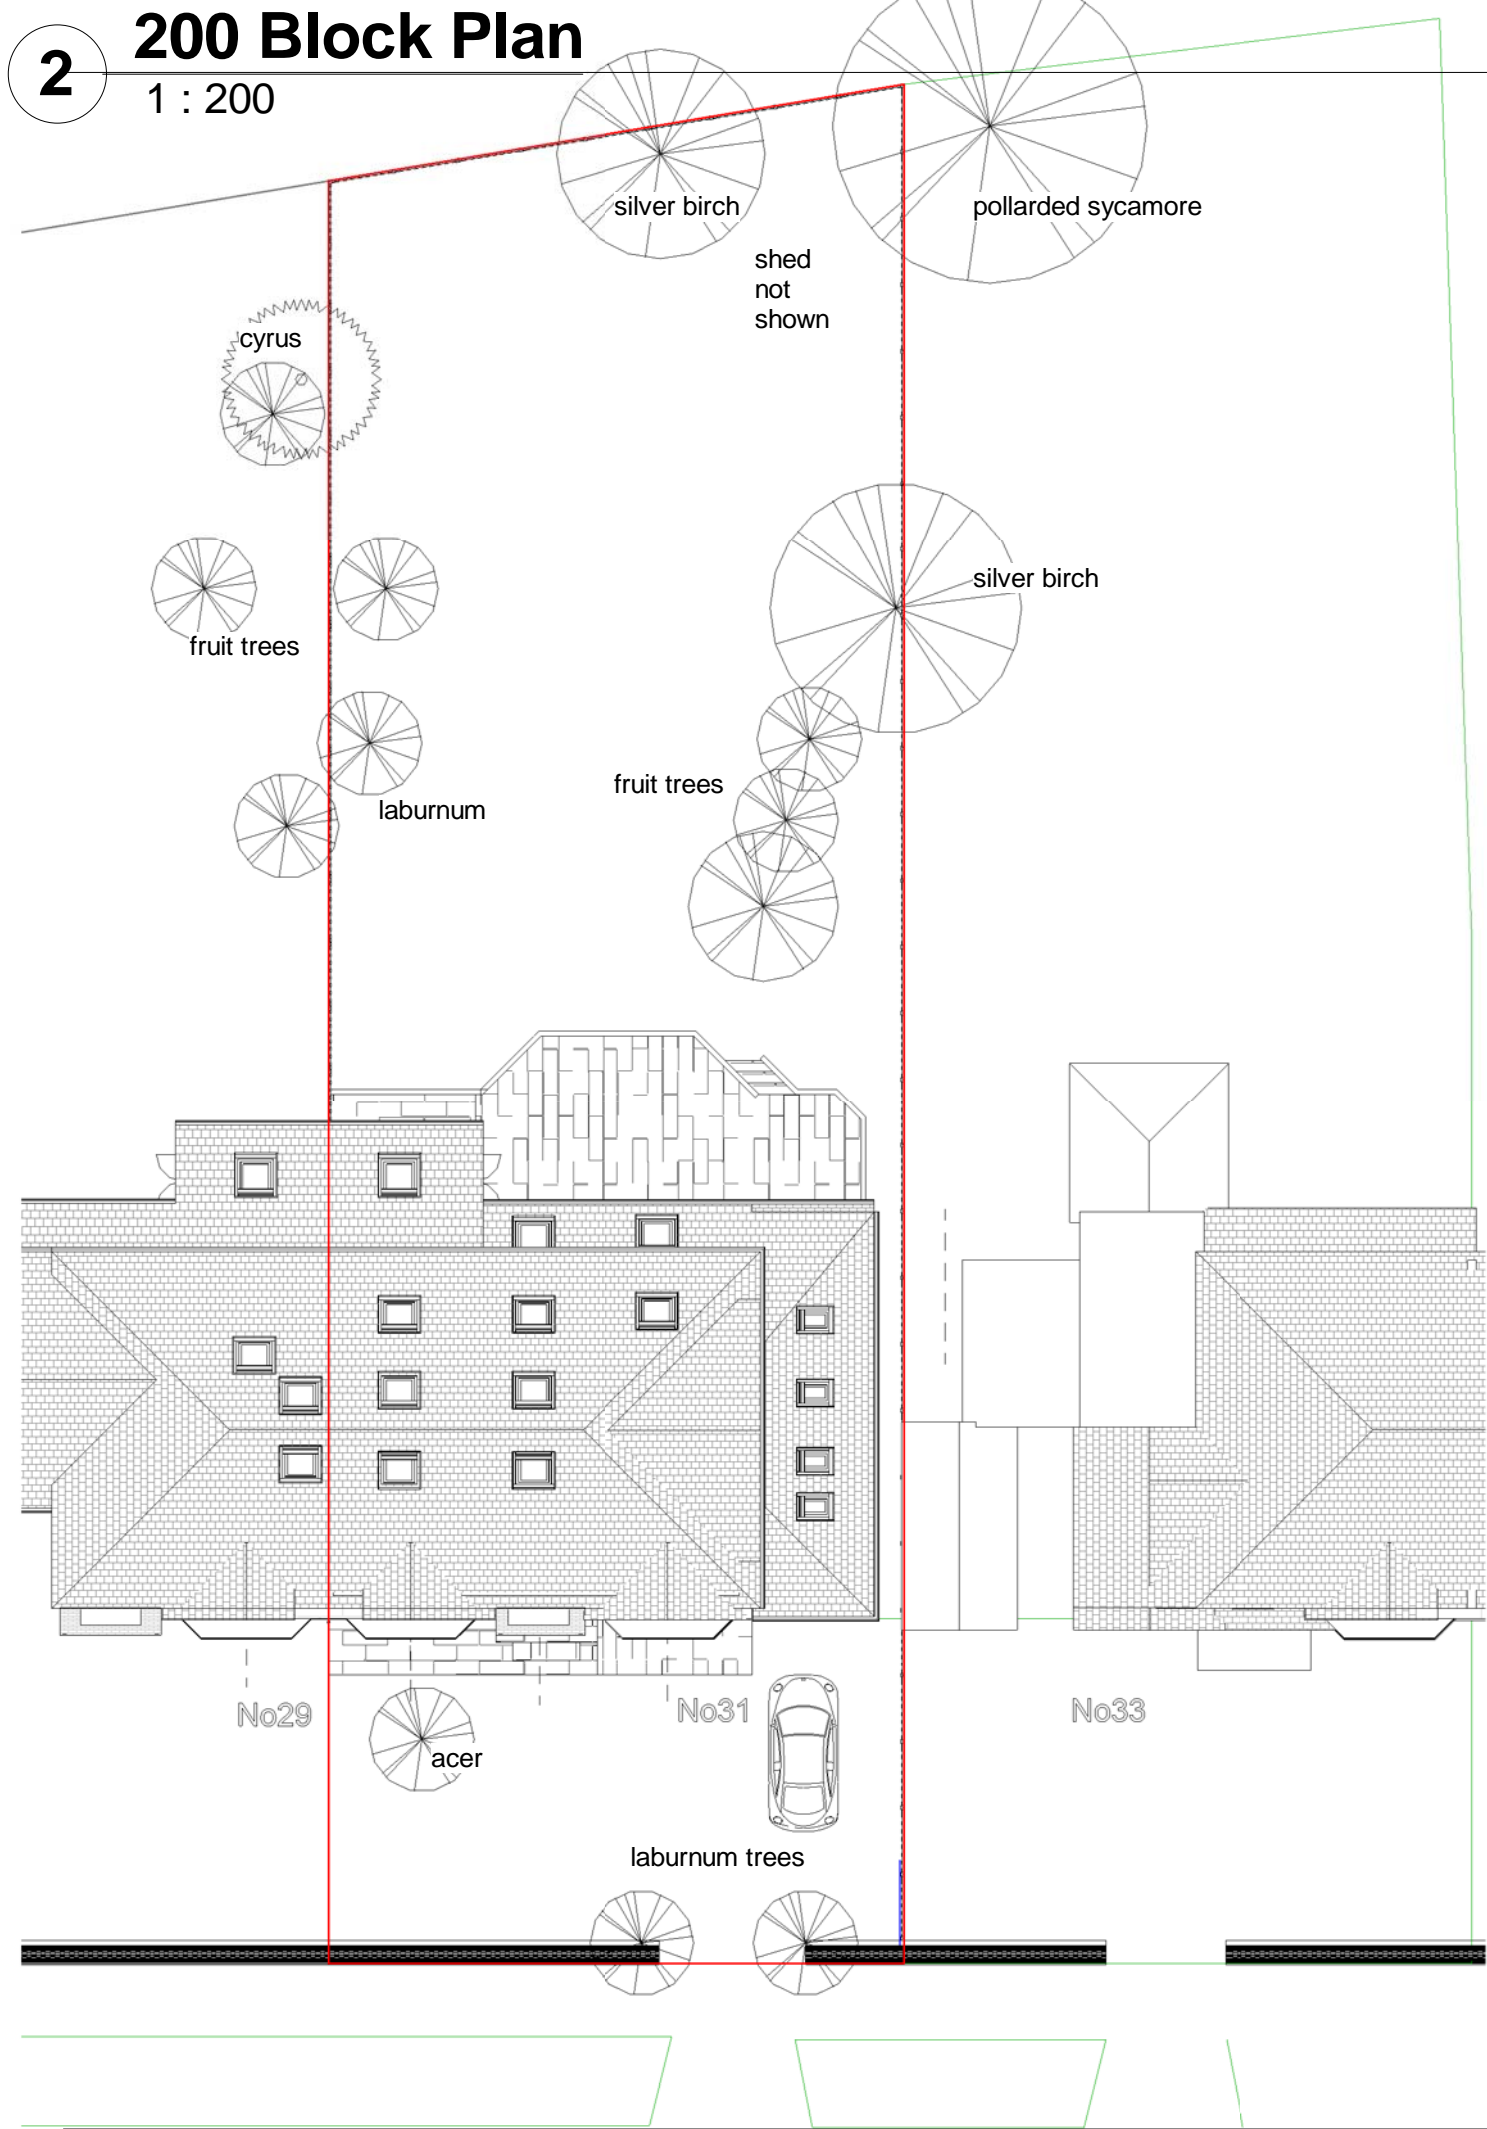 2
200 Block Plan
1 : 200
silver birch
pollarded sycamore
shed
not
shown
cyrus
silver birch
fruit trees
fruit trees
laburnum
No29
No31
No33
acer
laburnum trees